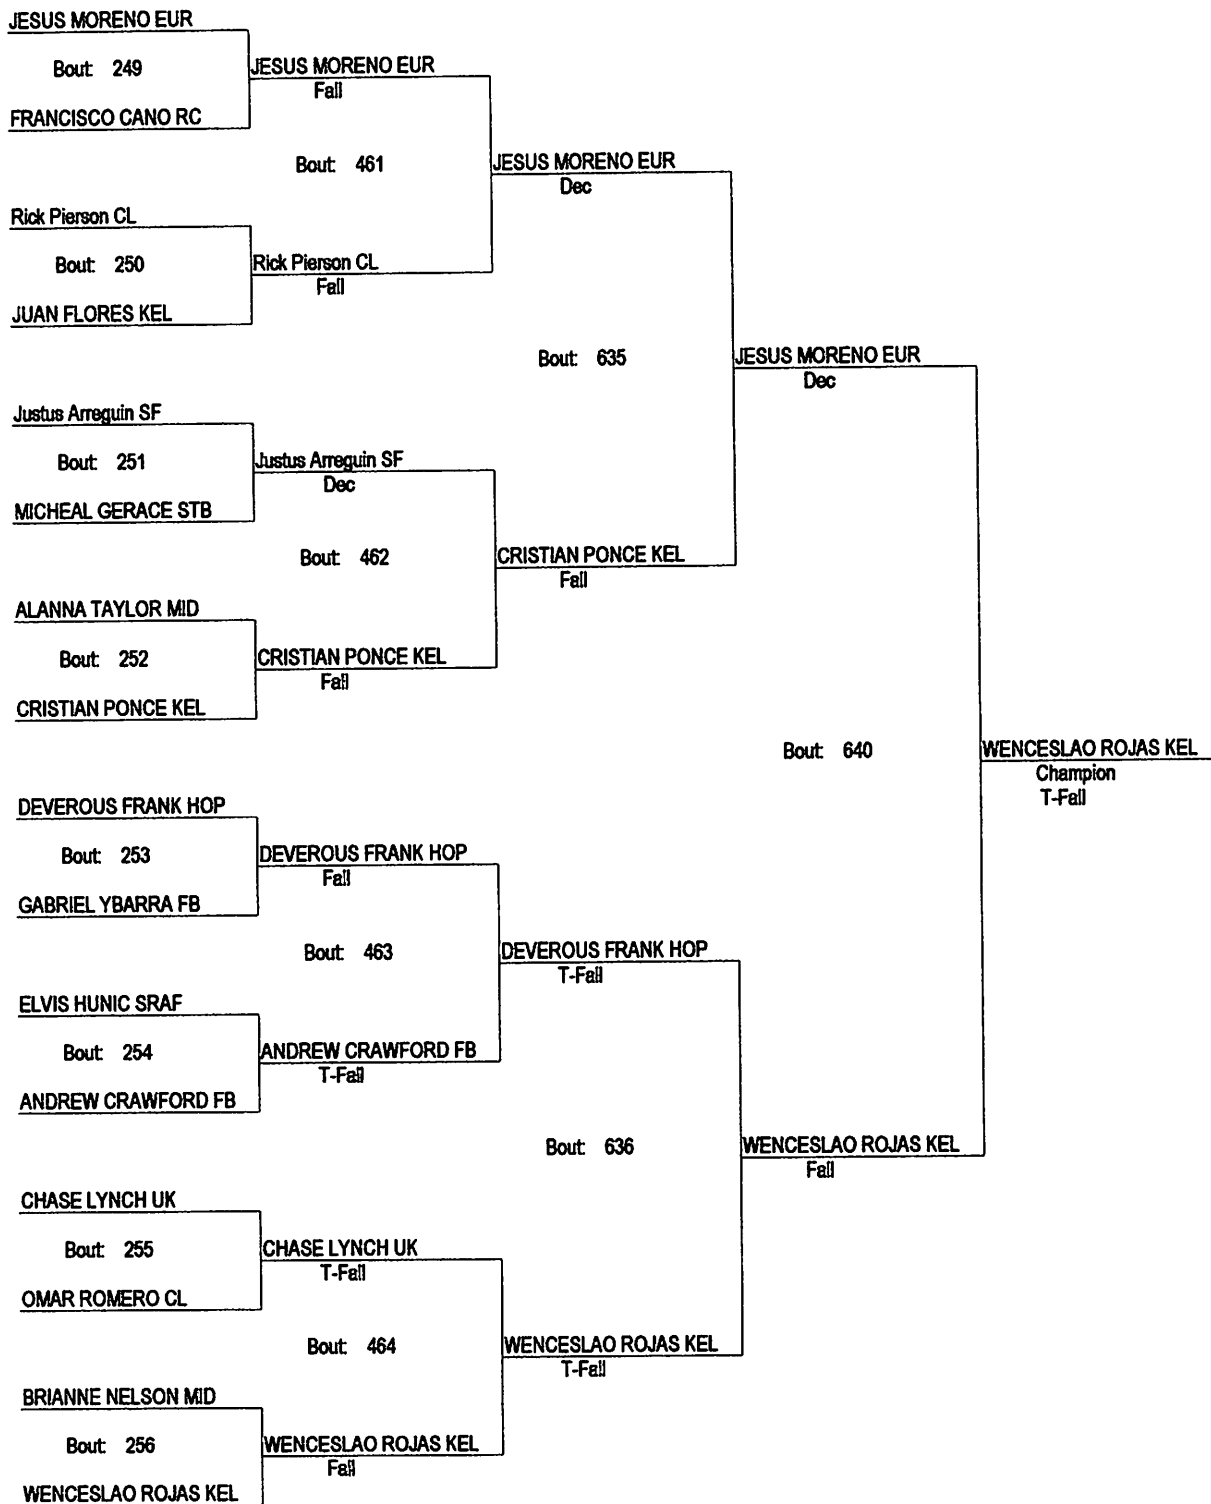 JESUS MORENO EUR
Bout: 249
JESUS MORENO EUR
Fall
FRANCISCO CANO RC
Bout: 461
JESUS MORENO EUR
Dec
Rick Pierson CL
Bout: 250
Rick Pierson CL
Fall
JUAN FLORES KEL
Bout: 635
JESUS MORENO EUR
Dec
Justus Arreguin SF
Bout: 251
Justus Arreguin SF
Dec
MICHEAL GERACE STB
Bout: 462
CRISTIAN PONCE KEL
Fall
ALANNA TAYLOR MID
Bout: 252
CRISTIAN PONCE KEL
Fall
CRISTIAN PONCE KEL
Bout: 640
WENCESLAO ROJAS KEL
Champion
T-Fall
DEVEROUS FRANK HOP
Bout: 253
DEVEROUS FRANK HOP
Fall
GABRIEL YBARRA FB
Bout: 463
DEVEROUS FRANK HOP
T-Fall
ELVIS HUNIC SRAF
Bout: 254
ANDREW CRAWFORD FB
T-Fall
ANDREW CRAWFORD FB
Bout: 636
WENCESLAO ROJAS KEL
Fall
CHASE LYNCH UK
Bout: 255
CHASE LYNCH UK
T-Fall
OMAR ROMERO CL
Bout: 464
WENCESLAO ROJAS KEL
T-Fall
BRIANNE NELSON MID
Bout: 256
WENCESLAO ROJAS KEL
Fall
WENCESLAO ROJAS KEL